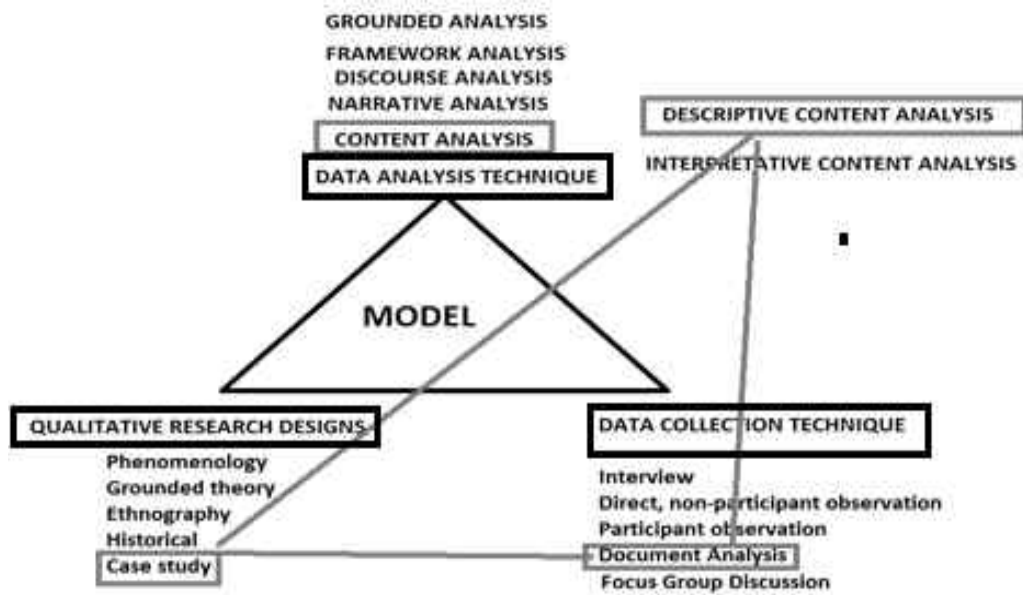 GROUNDED ANALYSIS
FRAMEWORK ANALYSIS
DISCOURSE ANALYSIS
NARRATIVE ANALYSIS
CONTENT ANALYSIS
DATA ANALYSIS TECHNIQUE
DESCRIPTIVE CONTENT ANALYSIS
INTERPRETATIVE CONTENT ANALYSIS
MODEL
QUALITATIVE RESEARCH DESIGNS
Phenomenology
Grounded theory
Ethnography
Historical
Case study
DATA COLLECTION TECHNIQUE
Interview
Direct, non-participant observation
Participant observation
Document Analysis
Focus Group Discussion